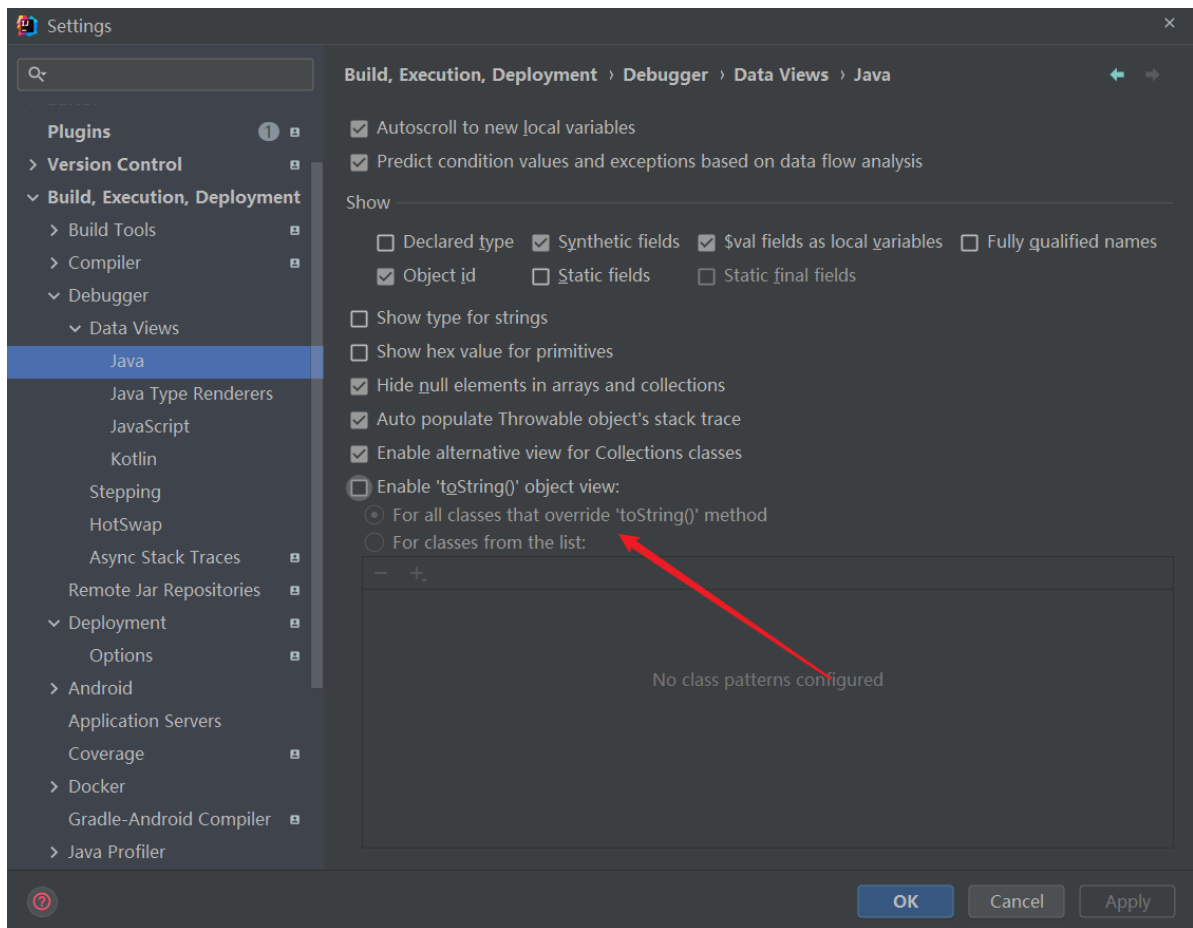 Settings
Build, Execution, Deployment › Debugger › Data Views › Java
Plugins 1
Version Control
Build, Execution, Deployment
Build Tools
Compiler
Debugger
Data Views
Java
Java Type Renderers
JavaScript
Kotlin
Stepping
HotSwap
Async Stack Traces
Remote Jar Repositories
Deployment
Options
Android
Application Servers
Coverage
Docker
Gradle-Android Compiler
Java Profiler
Autoscroll to new local variables
Predict condition values and exceptions based on data flow analysis
Show
Declared type Synthetic fields $val fields as local variables Fully qualified names
Object id Static fields Static final fields
Show type for strings
Show hex value for primitives
Hide null elements in arrays and collections
Auto populate Throwable object's stack trace
Enable alternative view for Collections classes
Enable 'toString()' object view:
For all classes that override 'toString()' method
For classes from the list:
No class patterns configured
? OK Cancel Apply